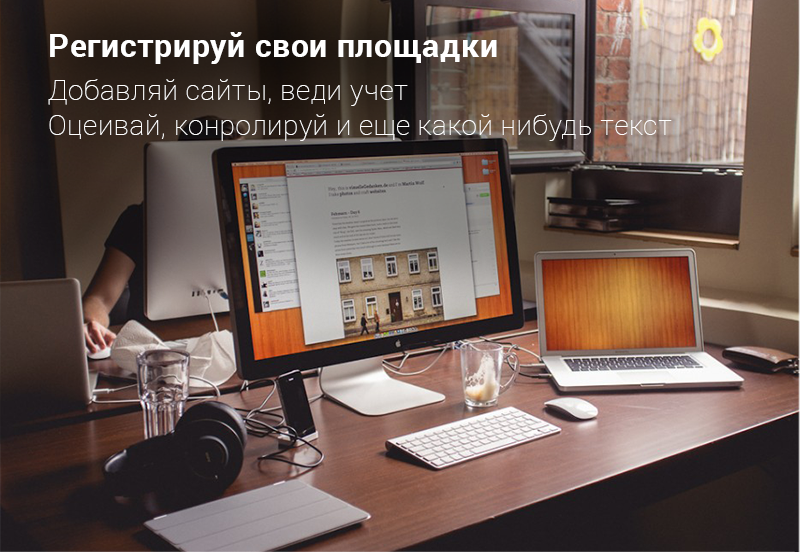 Регистрируй свои площадки
Добавляй сайты, веди учет
Оцеивай, конролируй и еще какой нибудь текст